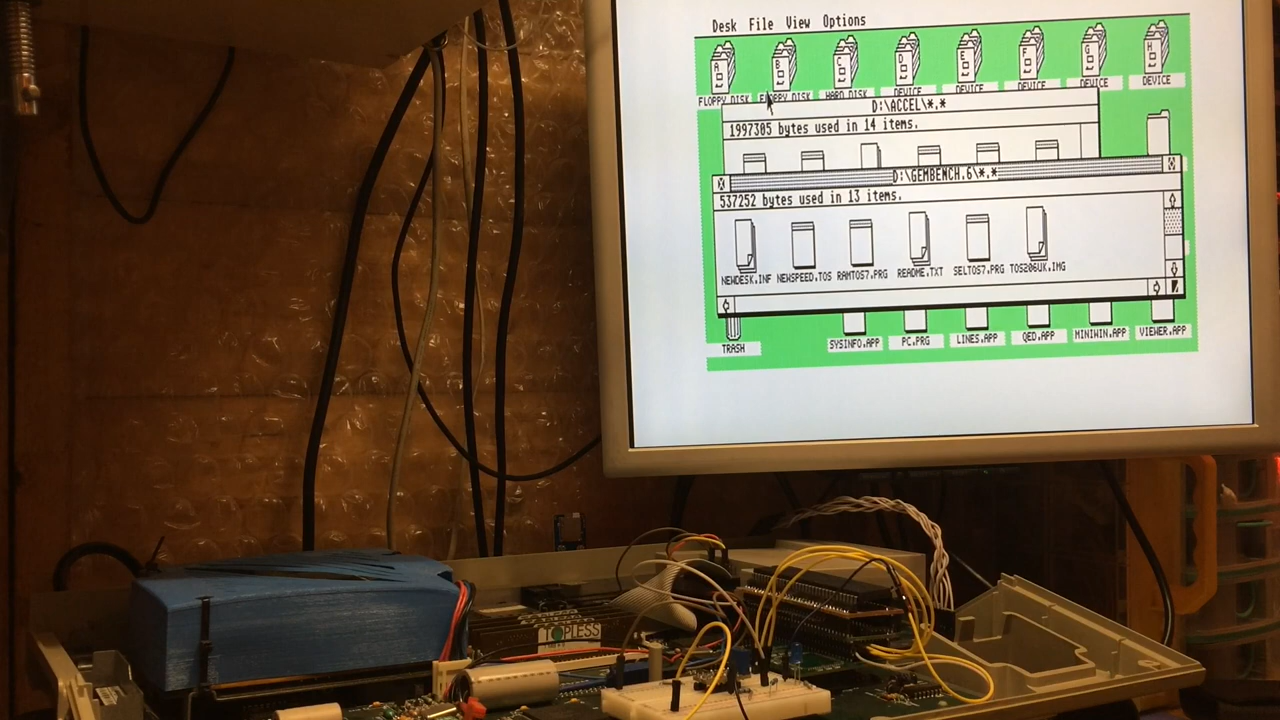 Desk File View Options
A B C D E F G H
FLOPPY DISK FLOPPY DISK HARD DISK DEVICE DEVICE DEVICE DEVICE DEVICE
D:\ACCEL\*.*
1997305 bytes used in 14 items.
D:\GEMBENCH.6\*.*
537252 bytes used in 13 items.
NEWDESK.INF NEWSPEED.TOS RAMTOS7.PRG README.TXT SELTOS7.PRG TOS206UK.IMG
TRASH SYSINFO.APP PC.PRG LINES.APP QED.APP MINIWIN.APP VIEWER.APP
TOPLESS